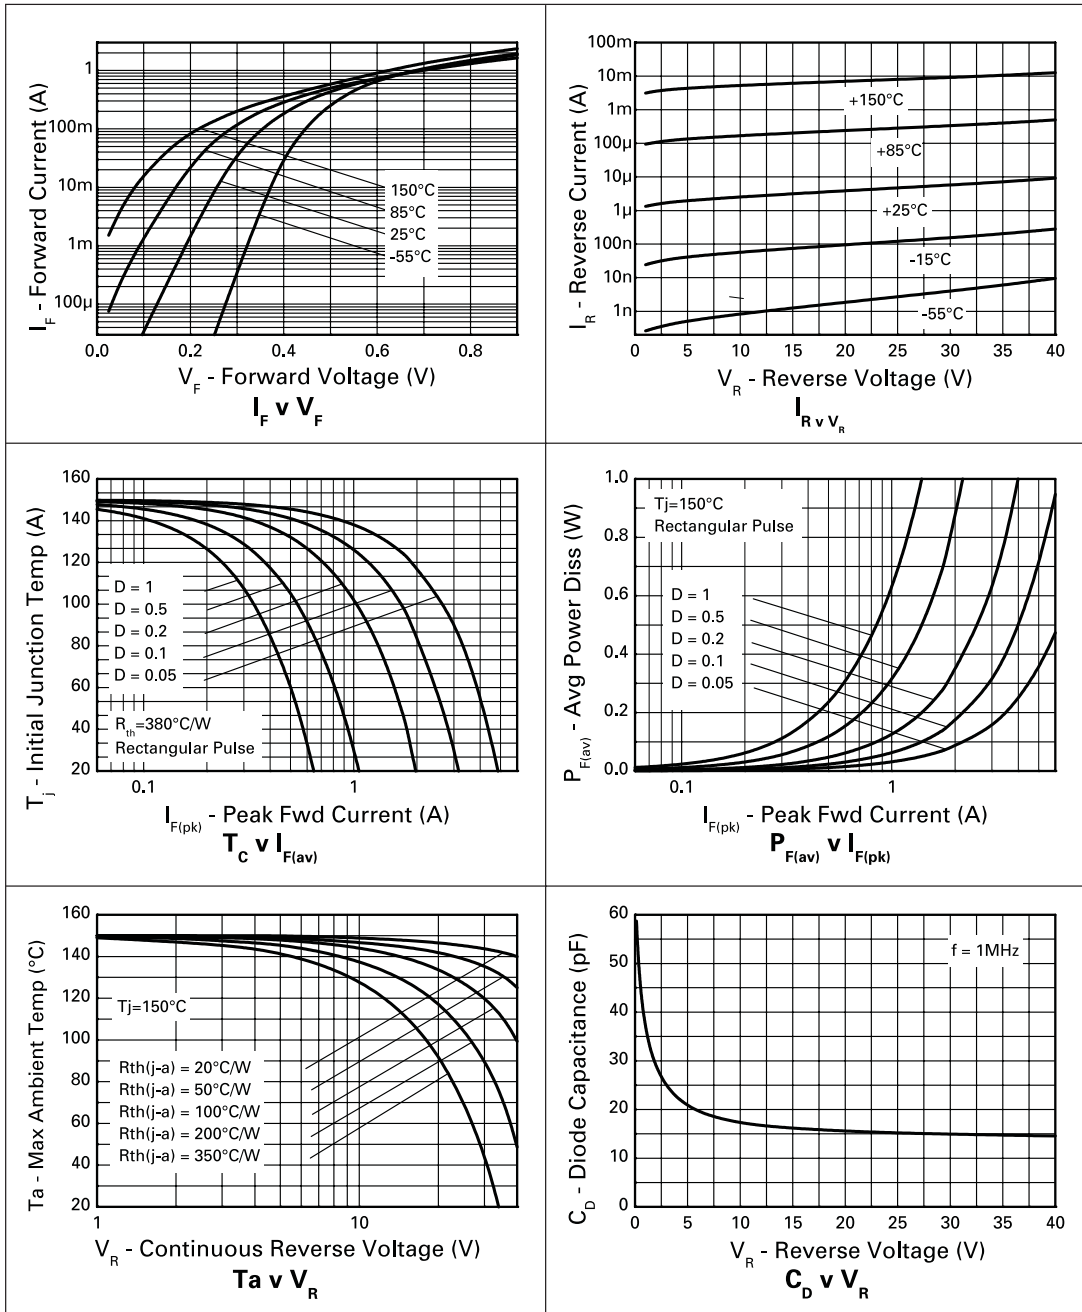 I_F - Forward Current (A)
1
100m
10m
1m
100µ
150°C
85°C
25°C
-55°C
0.0 0.2 0.4 0.6 0.8
V_F - Forward Voltage (V)
I_F v V_F
I_R - Reverse Current (A)
100m
10m
1m
100µ
10µ
1µ
100n
10n
1n
+150°C
+85°C
+25°C
-15°C
-55°C
0 5 10 15 20 25 30 35 40
V_R - Reverse Voltage (V)
I_R v V_R
T_j - Initial Junction Temp (A)
160
140
120
100
80
60
40
20
D = 1
D = 0.5
D = 0.2
D = 0.1
D = 0.05
R_th=380°C/W
Rectangular Pulse
0.1 1
I_F(pk) - Peak Fwd Current (A)
T_C v I_F(av)
P_F(av) - Avg Power Diss (W)
1.0
0.8
0.6
0.4
0.2
0.0
Tj=150°C
Rectangular Pulse
D = 1
D = 0.5
D = 0.2
D = 0.1
D = 0.05
0.1 1
I_F(pk) - Peak Fwd Current (A)
P_F(av) v I_F(pk)
Ta - Max Ambient Temp (°C)
160
140
120
100
80
60
40
20
Tj=150°C
Rth(j-a) = 20°C/W
Rth(j-a) = 50°C/W
Rth(j-a) = 100°C/W
Rth(j-a) = 200°C/W
Rth(j-a) = 350°C/W
1 10
V_R - Continuous Reverse Voltage (V)
Ta v V_R
C_D - Diode Capacitance (pF)
60
50
40
30
20
10
0
f = 1MHz
0 5 10 15 20 25 30 35 40
V_R - Reverse Voltage (V)
C_D v V_R